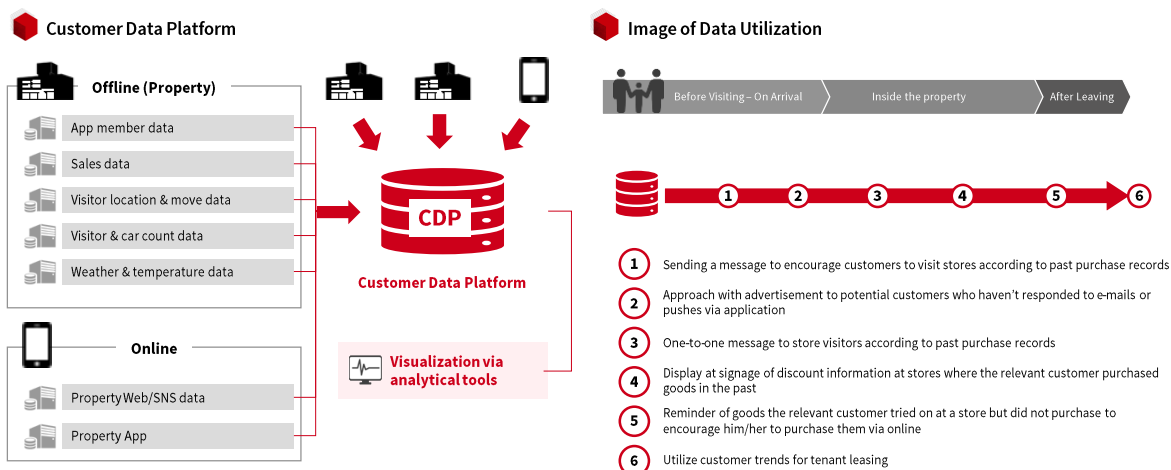 Customer Data Platform
Offline (Property)
App member data
Sales data
Visitor location & move data
Visitor & car count data
Weather & temperature data
Online
Property Web/SNS data
Property App
CDP
Customer Data Platform
Visualization via
analytical tools
Image of Data Utilization
Before Visiting – On Arrival
Inside the property
After Leaving
1
2
3
4
5
6
1 Sending a message to encourage customers to visit stores according to past purchase records
2 Approach with advertisement to potential customers who haven't responded to e-mails or
pushes via application
3 One-to-one message to store visitors according to past purchase records
4 Display at signage of discount information at stores where the relevant customer purchased
goods in the past
5 Reminder of goods the relevant customer tried on at a store but did not purchase to
encourage him/her to purchase them via online
6 Utilize customer trends for tenant leasing